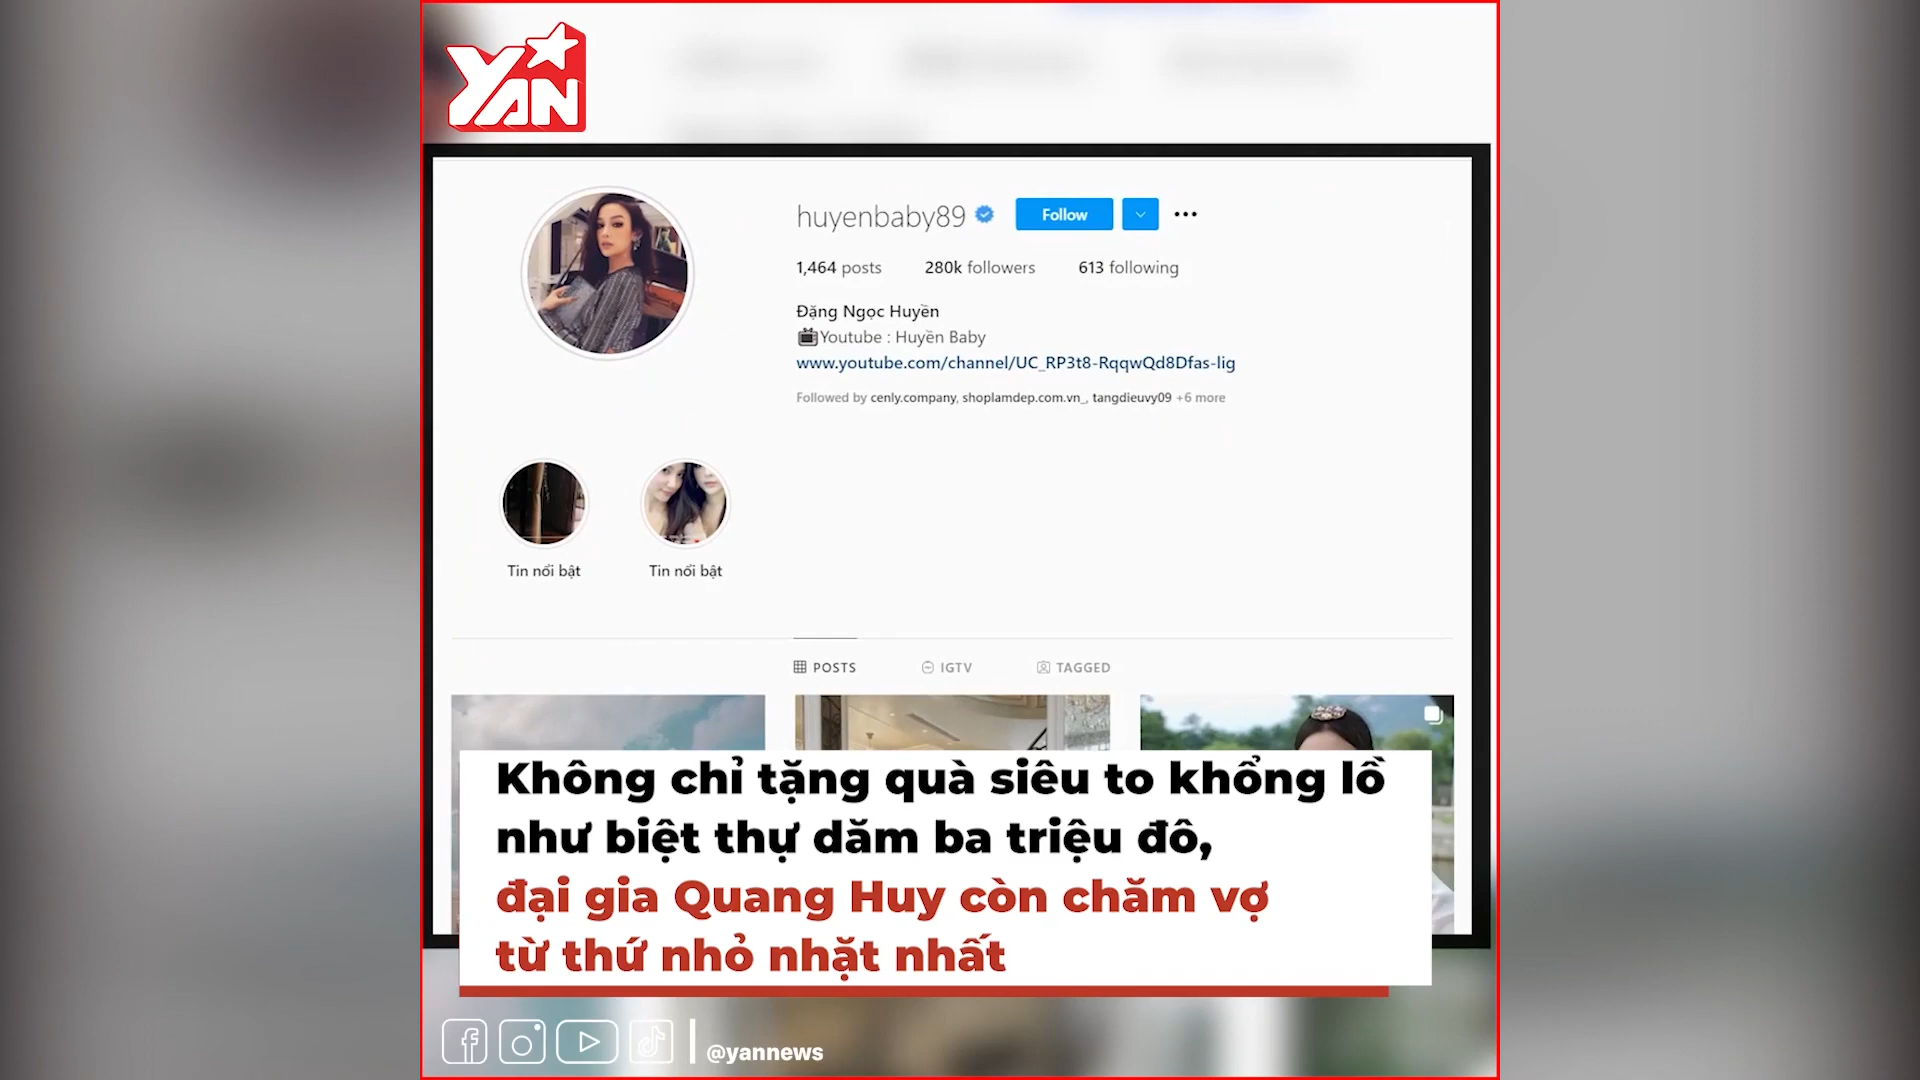 YAN
huyenbaby89 Follow
1,464 posts 280k followers 613 following
Đặng Ngọc Huyền
Youtube : Huyền Baby
www.youtube.com/channel/UC_RP3t8-RqqwQd8Dfas-lig
Followed by cenly.company, shoplamdep.com.vn_, tangdieuvy09 +6 more
Tin nổi bật Tin nổi bật
POSTS IGTV TAGGED
Không chỉ tặng quà siêu to khổng lồ
như biệt thự dăm ba triệu đô,
đại gia Quang Huy còn chăm vợ
từ thứ nhỏ nhặt nhất
@yannews